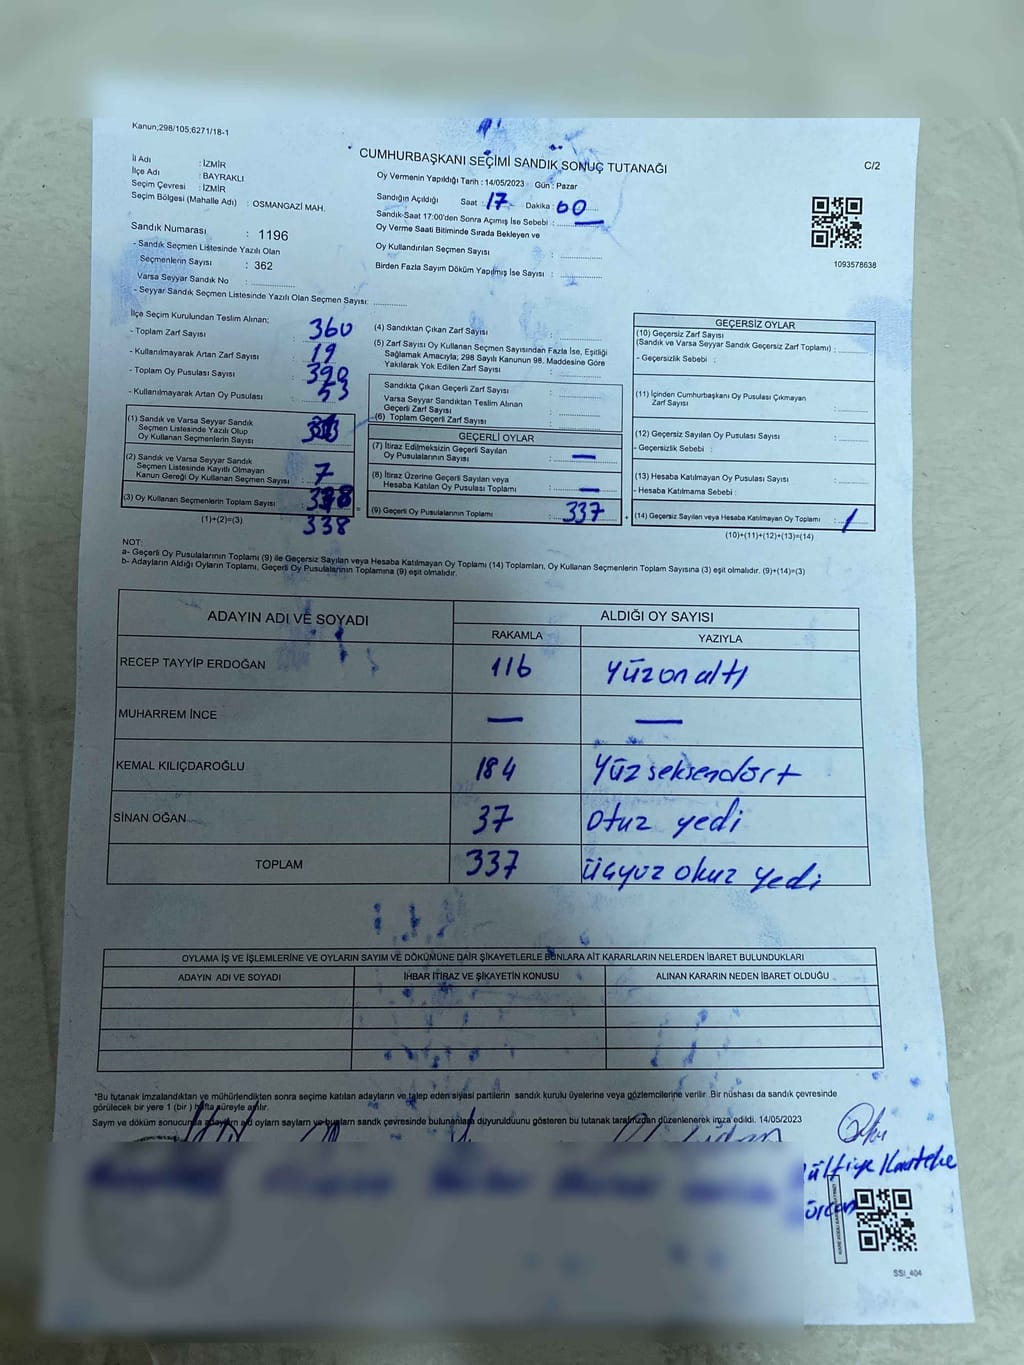 Kanun;298/105;6271/18-1
CUMHURBAŞKANI SEÇİMİ SANDIK SONUÇ TUTANAĞI
C/2
İl Adı : İZMİR
İlçe Adı : BAYRAKLI
Seçim Çevresi : İZMİR
Seçim Bölgesi (Mahalle Adı) : OSMANGAZİ MAH.
Sandık Numarası : 1196
- Sandık Seçmen Listesinde Yazılı Olan
Seçmenlerin Sayısı : 362
Varsa Seyyar Sandık No :
- Seyyar Sandık Seçmen Listesinde Yazılı Olan Seçmen Sayısı:
Oy Vermenin Yapıldığı Tarih : 14/05/2023 Gün : Pazar
Sandığın Açıldığı Saat : 17 Dakika : 00
Sandık Saat 17:00'den Sonra Açımış İse Sebebi : —
Oy Verme Saati Bitiminde Sırada Bekleyen ve
Oy Kullandırılan Seçmen Sayısı :
Birden Fazla Sayım Döküm Yapılmış İse Sayısı :
1093578638
İlçe Seçim Kurulundan Teslim Alınan;
- Toplam Zarf Sayısı : 360
- Kullanılmayarak Artan Zarf Sayısı : 19
- Toplam Oy Pusulası Sayısı : 390
- Kullanılmayarak Artan Oy Pusulası : 53
(1) Sandık ve Varsa Seyyar Sandık
Seçmen Listesinde Yazılı Olup
Oy Kullanan Seçmenlerin Sayısı :
(2) Sandık ve Varsa Seyyar Sandık
Seçmen Listesinde Kayıtlı Olmayan
Kanun Gereği Oy Kullanan Seçmen Sayısı : 7
(3) Oy Kullanan Seçmenlerin Toplam Sayısı : 338
(1)+(2)=(3) 338
(4) Sandıktan Çıkan Zarf Sayısı :
(5) Zarf Sayısı Oy Kullanan Seçmen Sayısından Fazla İse, Eşitliği
Sağlamak Amacıyla; 298 Sayılı Kanunun 98. Maddesine Göre
Yakılarak Yok Edilen Zarf Sayısı :
Sandıkta Çıkan Geçerli Zarf Sayısı :
Varsa Seyyar Sandıktan Teslim Alınan
Geçerli Zarf Sayısı :
(6) Toplam Geçerli Zarf Sayısı :
GEÇERLİ OYLAR
(7) İtiraz Edilmeksizin Geçerli Sayılan
Oy Pusulalarının Sayısı : —
(8) İtiraz Üzerine Geçerli Sayılan veya
Hesaba Katılan Oy Pusulası Toplamı : —
(9) Geçerli Oy Pusulalarının Toplamı : 337
GEÇERSİZ OYLAR
(10) Geçersiz Zarf Sayısı
(Sandık ve Varsa Seyyar Sandık Geçersiz Zarf Toplamı) :
- Geçersizlik Sebebi :
(11) İçinden Cumhurbaşkanı Oy Pusulası Çıkmayan
Zarf Sayısı :
(12) Geçersiz Sayılan Oy Pusulası Sayısı :
- Geçersizlik Sebebi :
(13) Hesaba Katılmayan Oy Pusulası Sayısı :
- Hesaba Katılmama Sebebi :
(14) Geçersiz Sayılan veya Hesaba Katılmayan Oy Toplamı : 1
(10)+(11)+(12)+(13)=(14)
NOT:
a- Geçerli Oy Pusulalarının Toplamı (9) ile Geçersiz Sayılan veya Hesaba Katılmayan Oy Toplamı (14) Toplamları, Oy Kullanan Seçmenlerin Toplam Sayısına (3) eşit olmalıdır. (9)+(14)=(3)
b- Adayların Aldığı Oyların Toplamı, Geçerli Oy Pusulalarının Toplamına (9) eşit olmalıdır.
ADAYIN ADI VE SOYADI ALDIĞI OY SAYISI
RAKAMLA YAZIYLA
RECEP TAYYİP ERDOĞAN 116 Yüzonaltı
MUHARREM İNCE — —
KEMAL KILIÇDAROĞLU 184 Yüzseksendört
SİNAN OĞAN 37 Otuz yedi
TOPLAM 337 üçyüz okuz yedi
OYLAMA İŞ VE İŞLEMLERİNE VE OYLARIN SAYIM VE DÖKÜMÜNE DAİR ŞİKAYETLERLE BUNLARA AİT KARARLARIN NELERDEN İBARET BULUNDUKLARI
ADAYIN ADI VE SOYADI İHBAR İTİRAZ VE ŞİKAYETİN KONUSU ALINAN KARARIN NEDEN İBARET OLDUĞU
*Bu tutanak imzalandıktan ve mühürlendikten sonra seçime katılan adayların ve talep eden siyasi partilerin sandık kurulu üyelerine veya gözlemcilerine verilir. Bir nüshası da sandık çevresinde
görülecek bir yere 1 (bir ) hafta süreyle asılır.
Sayım ve döküm sonucunda adayların ad oyların sayıları ve bunların sandık çevresinde bulunanlara duyurulduunu gösteren bu tutanak tarafımızdan düzenlenerek imza edildi. 14/05/2023
SSI_404